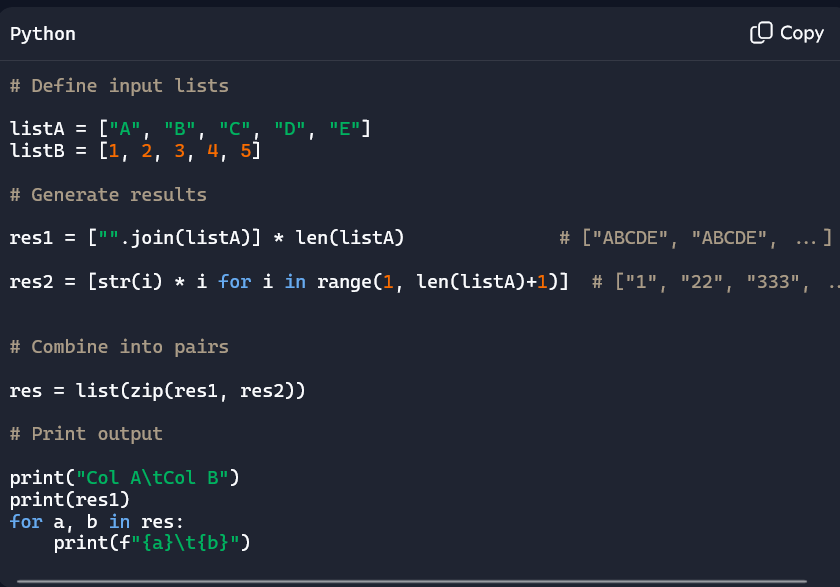 Python
Copy
# Define input lists
listA = ["A", "B", "C", "D", "E"]
listB = [1, 2, 3, 4, 5]
# Generate results
res1 = ["".join(listA)] * len(listA)              # ["ABCDE", "ABCDE", ...]
res2 = [str(i) * i for i in range(1, len(listA)+1)]  # ["1", "22", "333", ..
# Combine into pairs
res = list(zip(res1, res2))
# Print output
print("Col A\tCol B")
print(res1)
for a, b in res:
    print(f"{a}\t{b}")